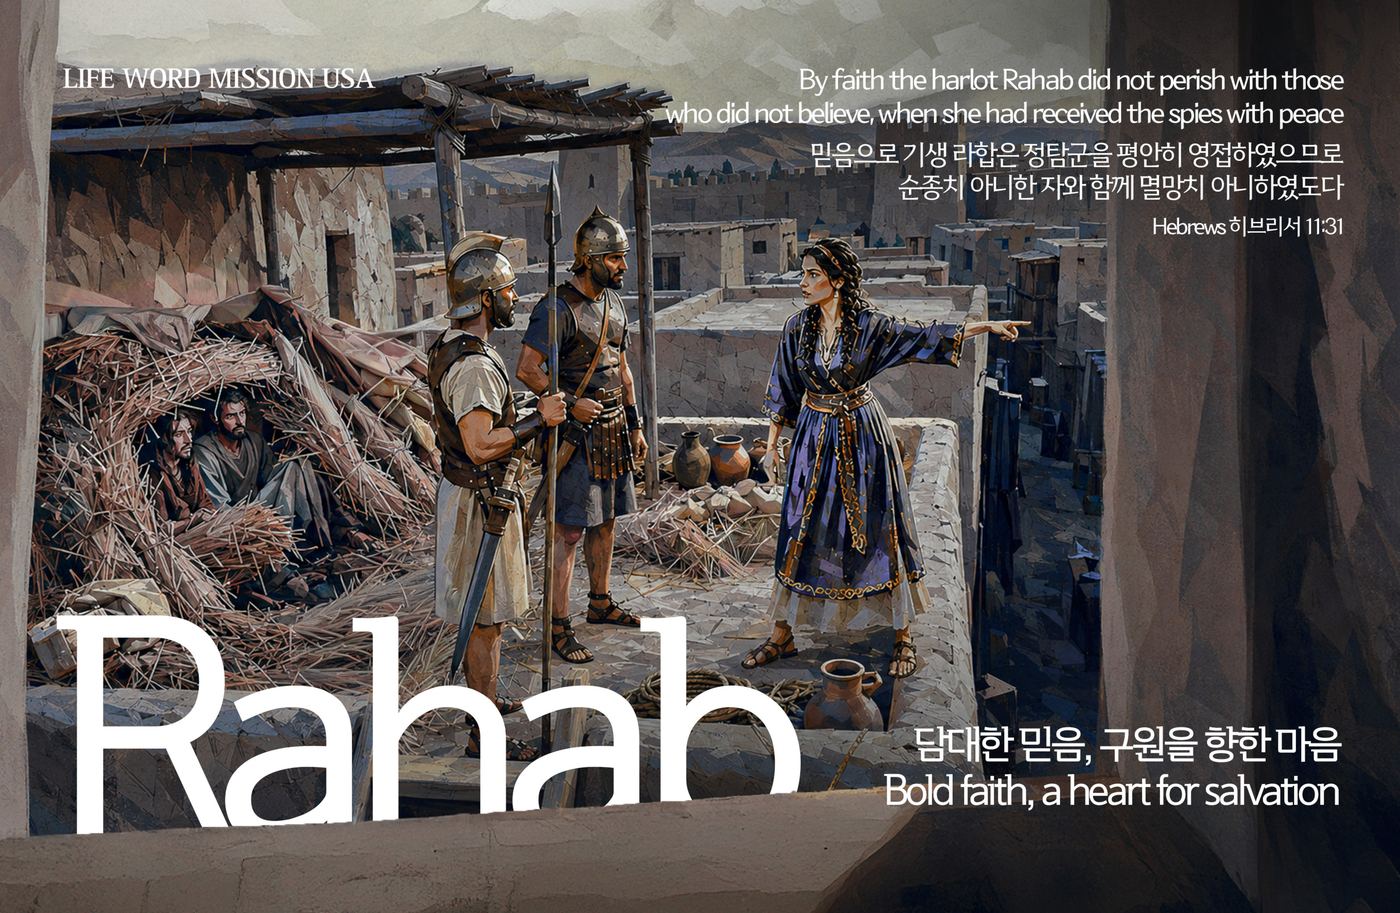 LIFE WORD MISSION USA
By faith the harlot Rahab did not perish with those
who did not believe, when she had received the spies with peace
믿음으로 기생 라합은 정탐군을 평안히 영접하였으므로
순종치 아니한 자와 함께 멸망치 아니하였도다
Hebrews 히브리서 11:31
Rahab
담대한 믿음, 구원을 향한 마음
Bold faith, a heart for salvation